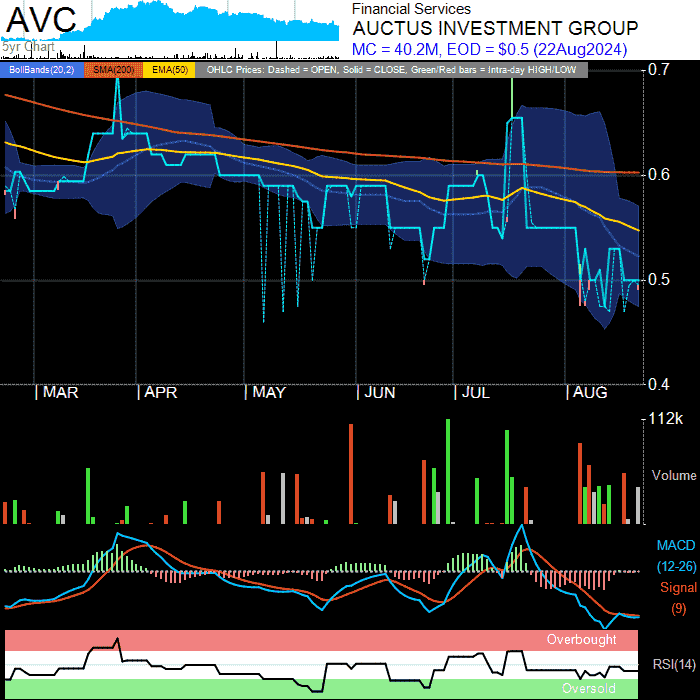 AVC
Financial Services
AUCTUS INVESTMENT GROUP
5yr Chart
MC = 40.2M, EOD = $0.5 (22Aug2024)
BollBands(20,2) SMA(200) EMA(50) OHLC Prices: Dashed = OPEN, Solid = CLOSE, Green/Red bars = Intra-day HIGH/LOW
0.7
0.6
0.5
0.4
| MAR | APR | MAY | JUN | JUL | AUG
112k
Volume
MACD
(12-26)
Signal
(9)
Overbought
RSI(14)
Oversold